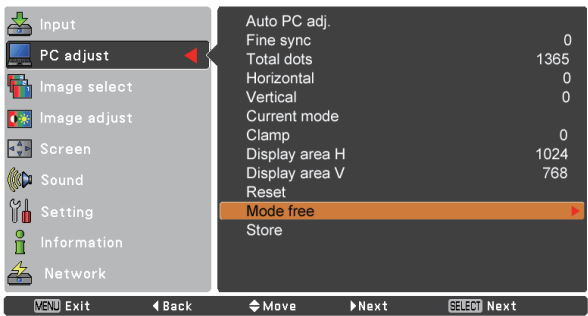 Input
PC adjust
Image select
Image adjust
Screen
Sound
Setting
Information
Network
Auto PC adj.
Fine sync 0
Total dots 1365
Horizontal 0
Vertical 0
Current mode
Clamp 0
Display area H 1024
Display area V 768
Reset
Mode free
Store
MENU Exit Back Move Next SELECT Next